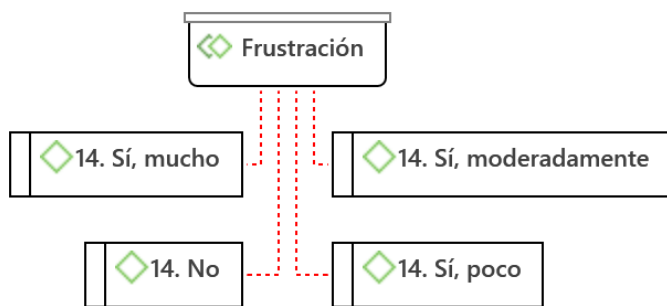 Frustración
14. Sí, mucho
14. Sí, moderadamente
14. No
14. Sí, poco